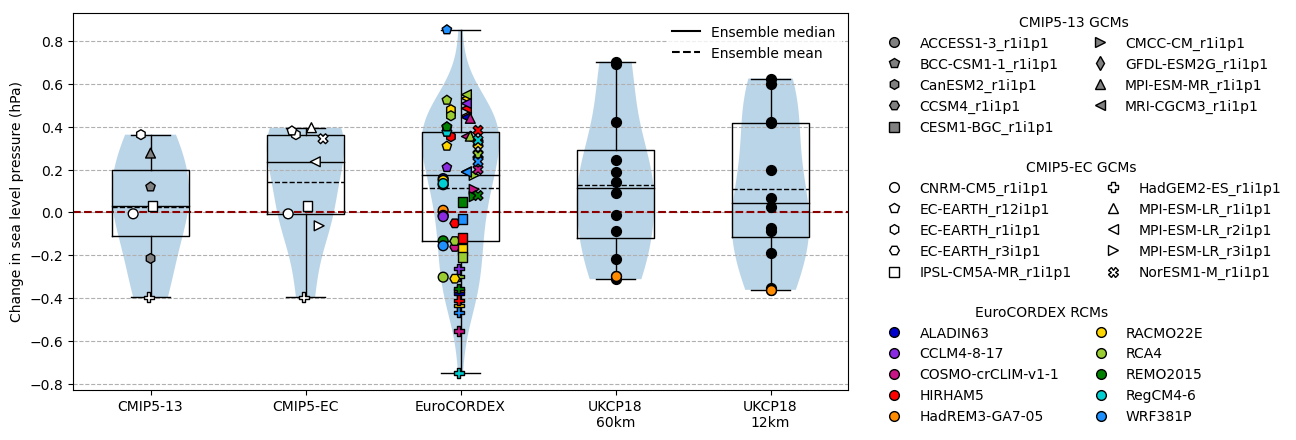 Change in sea level pressure (hPa)
0.8
0.6
0.4
0.2
0.0
−0.2
−0.4
−0.6
−0.8
CMIP5-13
CMIP5-EC
EuroCORDEX
UKCP18
60km
UKCP18
12km
Ensemble median
Ensemble mean
CMIP5-13 GCMs
ACCESS1-3_r1i1p1
BCC-CSM1-1_r1i1p1
CanESM2_r1i1p1
CCSM4_r1i1p1
CESM1-BGC_r1i1p1
CMCC-CM_r1i1p1
GFDL-ESM2G_r1i1p1
MPI-ESM-MR_r1i1p1
MRI-CGCM3_r1i1p1
CMIP5-EC GCMs
CNRM-CM5_r1i1p1
EC-EARTH_r12i1p1
EC-EARTH_r1i1p1
EC-EARTH_r3i1p1
IPSL-CM5A-MR_r1i1p1
HadGEM2-ES_r1i1p1
MPI-ESM-LR_r1i1p1
MPI-ESM-LR_r2i1p1
MPI-ESM-LR_r3i1p1
NorESM1-M_r1i1p1
EuroCORDEX RCMs
ALADIN63
CCLM4-8-17
COSMO-crCLIM-v1-1
HIRHAM5
HadREM3-GA7-05
RACMO22E
RCA4
REMO2015
RegCM4-6
WRF381P